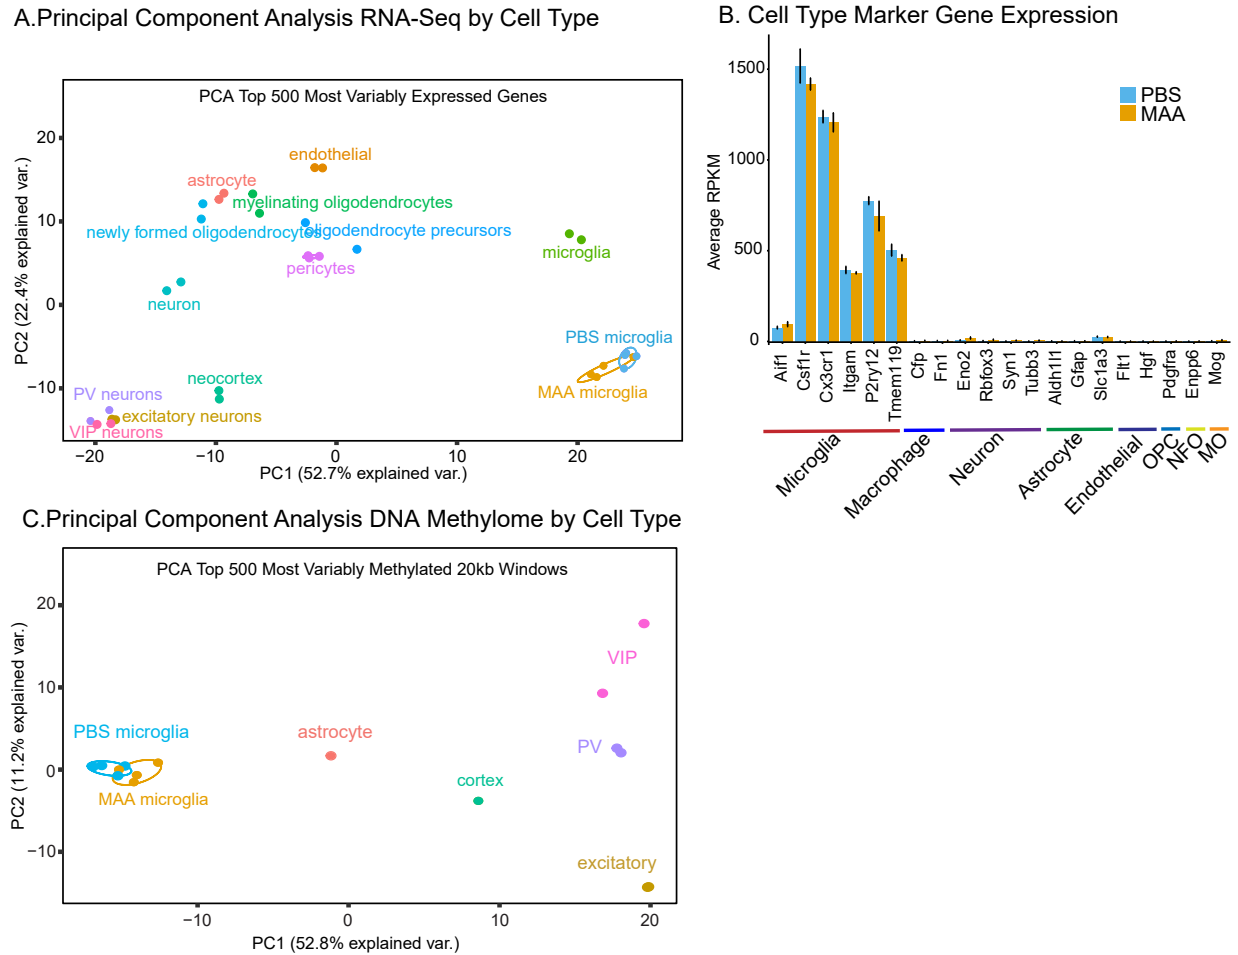 A.Principal Component Analysis RNA-Seq by Cell Type
PCA Top 500 Most Variably Expressed Genes
PC2 (22.4% explained var.)
20
10
0
−10
endothelial
astrocyte
myelinating oligodendrocytes
newly formed oligodendrocytes
oligodendrocyte precursors
microglia
pericytes
neuron
PBS microglia
MAA microglia
neocortex
PV neurons
excitatory neurons
VIP neurons
−20
−10
0
10
20
PC1 (52.7% explained var.)
B. Cell Type Marker Gene Expression
Average RPKM
1500
1000
500
0
PBS
MAA
Aif1
Csf1r
Cx3cr1
Itgam
P2ry12
Tmem119
Cfp
Fn1
Eno2
Rbfox3
Syn1
Tubb3
Aldh1l1
Gfap
Slc1a3
Flt1
Hgf
Pdgfra
Enpp6
Mog
Microglia
Macrophage
Neuron
Astrocyte
Endothelial
OPC
NFO
MO
C.Principal Component Analysis DNA Methylome by Cell Type
PCA Top 500 Most Variably Methylated 20kb Windows
PC2 (11.2% explained var.)
20
10
0
−10
VIP
PBS microglia
astrocyte
PV
cortex
MAA microglia
excitatory
−10
0
10
20
PC1 (52.8% explained var.)